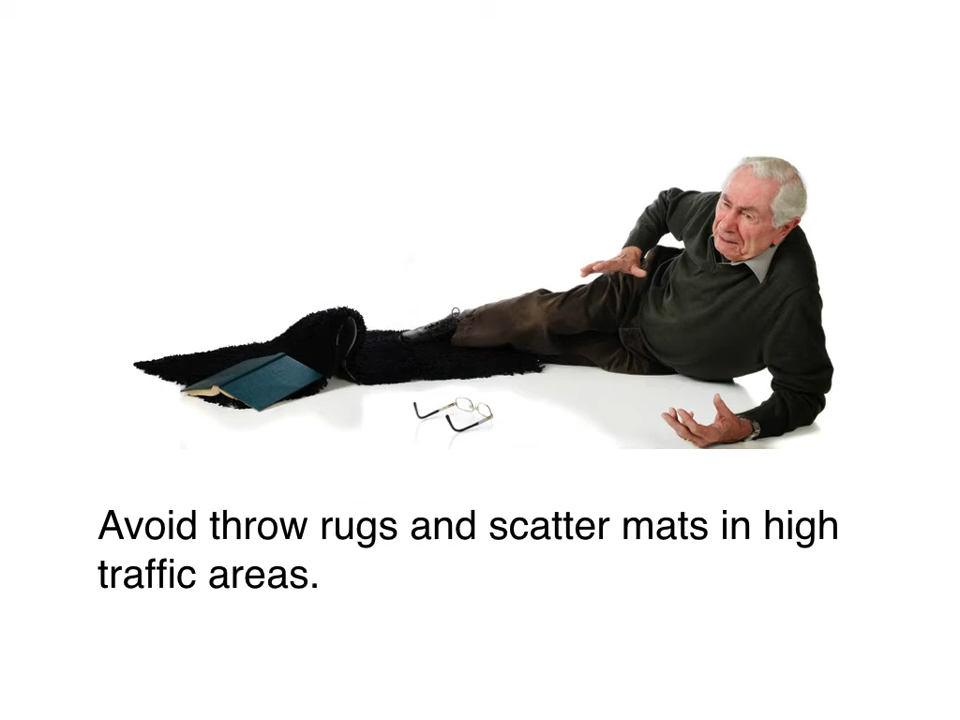 Avoid throw rugs and scatter mats in high
traffic areas.